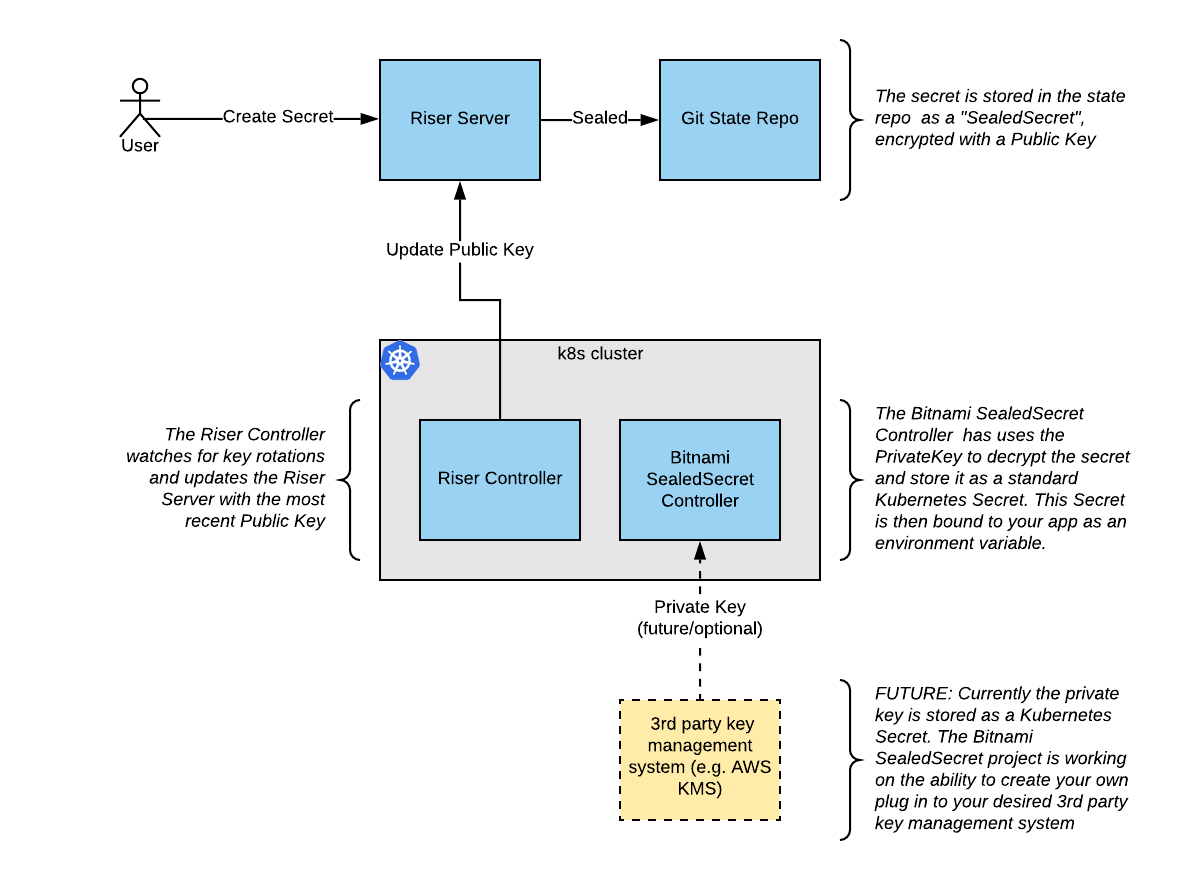 User
Create Secret
Riser Server
Sealed
Git State Repo
The secret is stored in the state
repo as a "SealedSecret",
encrypted with a Public Key
Update Public Key
k8s cluster
The Riser Controller
watches for key rotations
and updates the Riser
Server with the most
recent Public Key
Riser Controller
Bitnami
SealedSecret
Controller
The Bitnami SealedSecret
Controller has uses the
PrivateKey to decrypt the secret
and store it as a standard
Kubernetes Secret. This Secret
is then bound to your app as an
environment variable.
Private Key
(future/optional)
3rd party key
management
system (e.g. AWS
KMS)
FUTURE: Currently the private
key is stored as a Kubernetes
Secret. The Bitnami
SealedSecret project is working
on the ability to create your own
plug in to your desired 3rd party
key management system